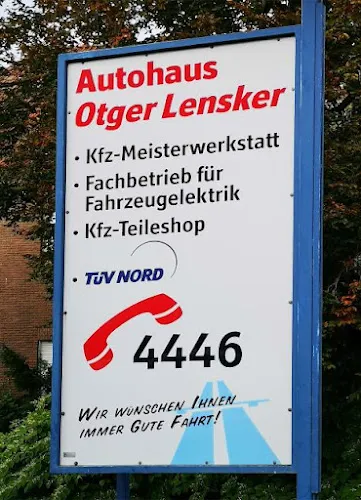 Autohaus
Otger Lensker
• Kfz-Meisterwerkstatt
• Fachbetrieb für
Fahrzeugelektrik
• Kfz-Teileshop
• TÜV NORD
4446
WIR WÜNSCHEN IHNEN
IMMER GUTE FAHRT!